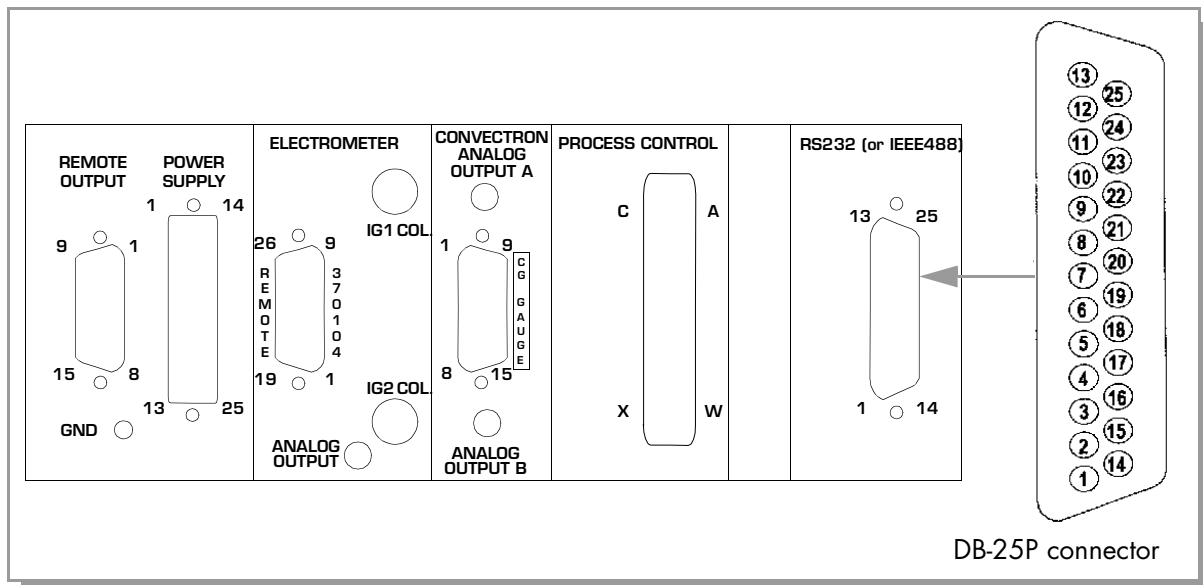 REMOTE
OUTPUT
9
1
15
8
GND
POWER
SUPPLY
1
14
13
25
ELECTROMETER
IG1 COL.
26
9
REMOTE
370104
19
1
IG2 COL.
ANALOG
OUTPUT
CONVECTRON
ANALOG
OUTPUT A
1
9
CG GAUGE
8
15
ANALOG
OUTPUT B
PROCESS CONTROL
C
A
X
W
RS232 (or IEEE488)
13
25
1
14
13
25
12
24
11
23
10
22
9
21
8
20
7
19
6
18
5
17
4
16
3
15
2
14
1
DB-25P connector